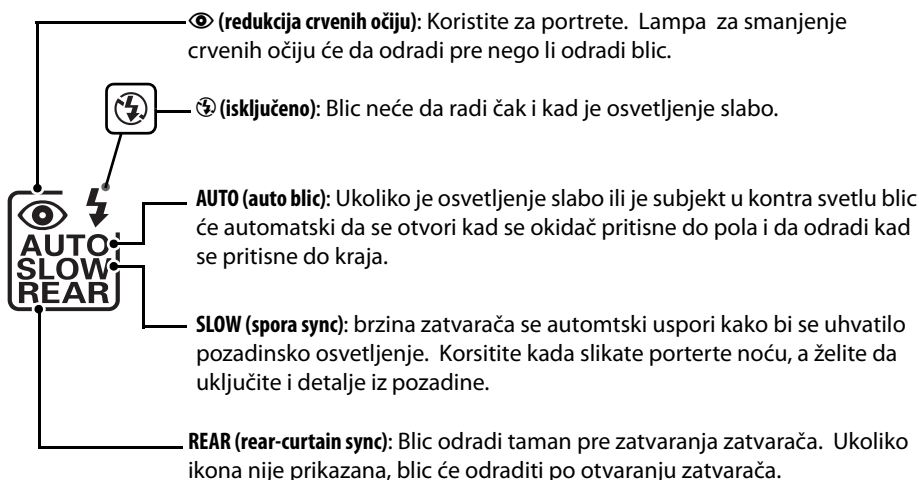 (redukcija crvenih očiju): Koristite za portrete. Lampa za smanjenje
crvenih očiju će da odradi pre nego li odradi blic.
(isključeno): Blic neće da radi čak i kad je osvetljenje slabo.
AUTO (auto blic): Ukoliko je osvetljenje slabo ili je subjekt u kontra svetlu blic
će automatski da se otvori kad se okidač pritisne do pola i da odradi kad
se pritisne do kraja.
AUTO
SLOW
REAR
SLOW (spora sync): brzina zatvarača se automtski uspori kako bi se uhvatilo
pozadinsko osvetljenje. Korsitite kada slikate porterte noću, a želite da
uključite i detalje iz pozadine.
REAR (rear-curtain sync): Blic odradi taman pre zatvaranja zatvarača. Ukoliko
ikona nije prikazana, blic će odraditi po otvaranju zatvarača.